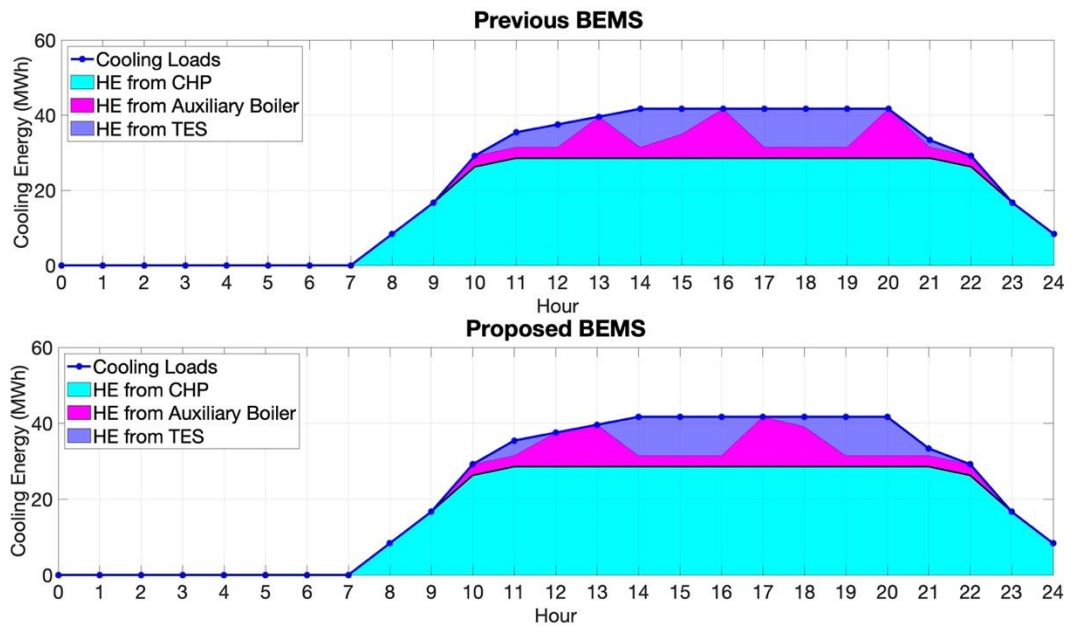 Previous BEMS
60
40
20
0
Cooling Energy (MWh)
Cooling Loads
HE from CHP
HE from Auxiliary Boiler
HE from TES
0 1 2 3 4 5 6 7 8 9 10 11 12 13 14 15 16 17 18 19 20 21 22 23 24
Hour
Proposed BEMS
60
40
20
0
Cooling Energy (MWh)
Cooling Loads
HE from CHP
HE from Auxiliary Boiler
HE from TES
0 1 2 3 4 5 6 7 8 9 10 11 12 13 14 15 16 17 18 19 20 21 22 23 24
Hour